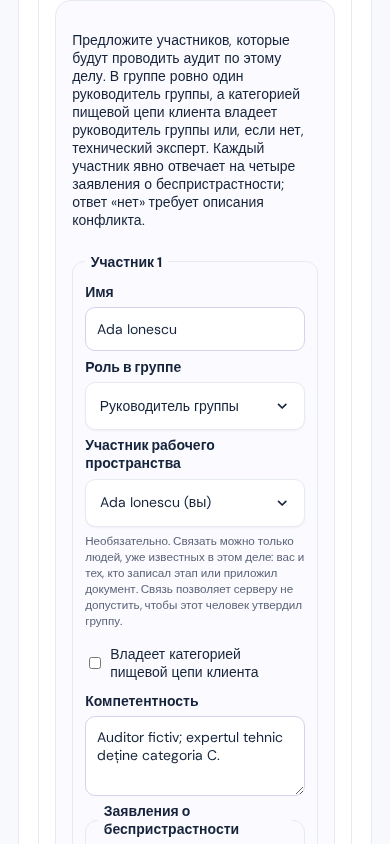 Предложите участников, которые
будут проводить аудит по этому
делу. В группе ровно один
руководитель группы, а категорией
пищевой цепи клиента владеет
руководитель группы или, если нет,
технический эксперт. Каждый
участник явно отвечает на четыре
заявления о беспристрастности;
ответ «нет» требует описания
конфликта.
Участник 1
Имя
Ada Ionescu
Роль в группе
Руководитель группы
Участник рабочего
пространства
Ada Ionescu (вы)
Необязательно. Связать можно только
людей, уже известных в этом деле: вас и
тех, кто записал этап или приложил
документ. Связь позволяет серверу не
допустить, чтобы этот человек утвердил
группу.
Владеет категорией
пищевой цепи клиента
Компетентность
Auditor fictiv; expertul tehnic
deține categoria C.
Заявления о
беспристрастности